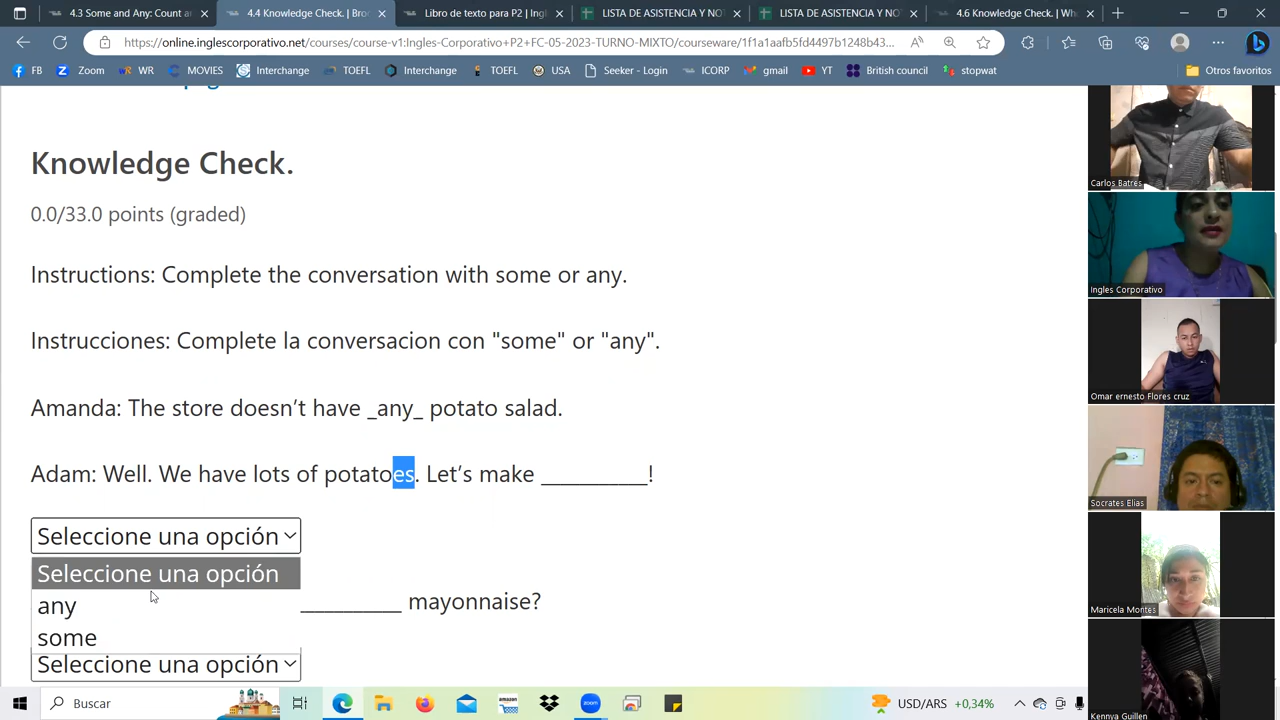 4.3 Some and Any: Count an
4.4 Knowledge Check. | Bro
Libro de texto para P2 | Ingl
LISTA DE ASISTENCIA Y NOT
LISTA DE ASISTENCIA Y NOT
4.6 Knowledge Check. | Wh
https://online.inglescorporativo.net/courses/course-v1:Ingles-Corporativo+P2+FC-05-2023-TURNO-MIXTO/courseware/1f1a1aafb5fd4497b1248b43...
FB
Zoom
WR
MOVIES
Interchange
TOEFL
Interchange
TOEFL
USA
Seeker - Login
ICORP
gmail
YT
British council
stopwat
Otros favoritos
Knowledge Check.
0.0/33.0 points (graded)
Instructions: Complete the conversation with some or any.
Instrucciones: Complete la conversacion con "some" or "any".
Amanda: The store doesn’t have _any_ potato salad.
Adam: Well. We have lots of potatoes. Let’s make __________!
Seleccione una opción
Seleccione una opción
any
some
__________ mayonnaise?
Seleccione una opción
Carlos Batres
Ingles Corporativo
Omar ernesto Flores cruz
Socrates Elias
Maricela Montes
Kennya Guillen
Buscar
USD/ARS +0,34%